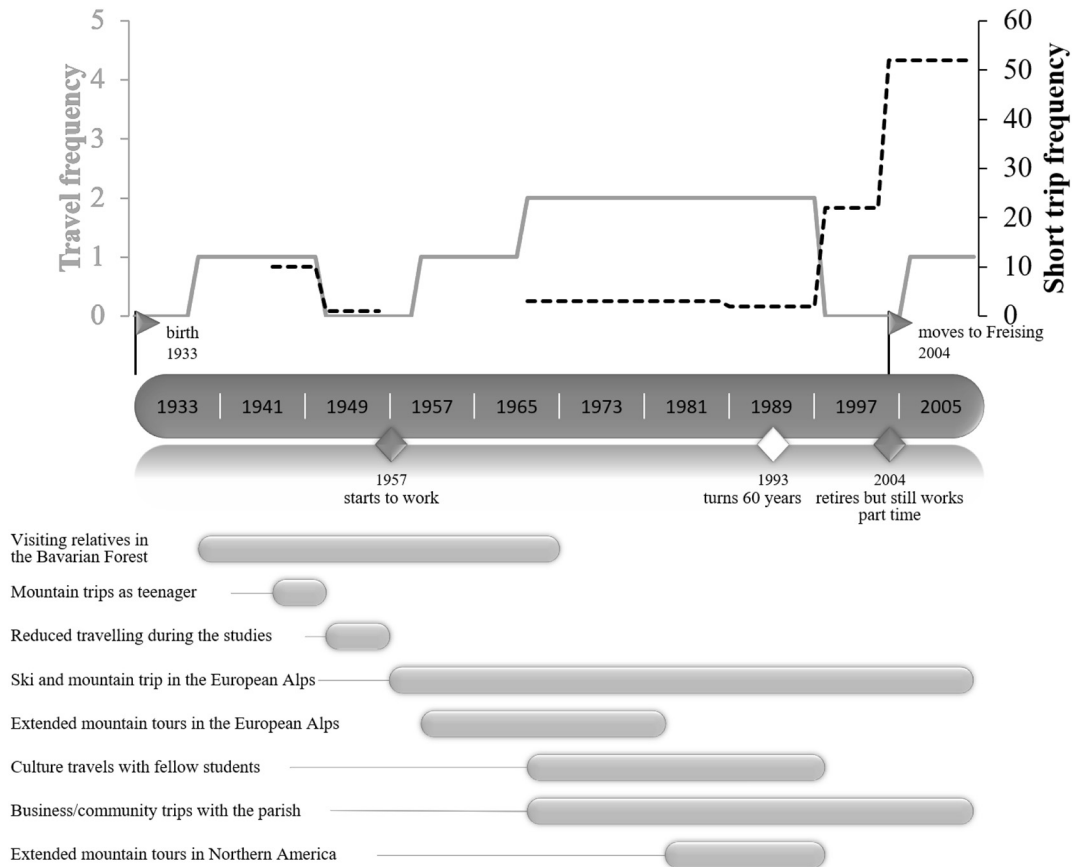 5
4
3
2
1
0
Travel frequency
60
50
40
30
20
10
0
Short trip frequency
birth
1933
moves to Freising
2004
1933 1941 1949 1957 1965 1973 1981 1989 1997 2005
1957
starts to work
1993
turns 60 years
2004
retires but still works
part time
Visiting relatives in
the Bavarian Forest
Mountain trips as teenager
Reduced travelling during the studies
Ski and mountain trip in the European Alps
Extended mountain tours in the European Alps
Culture travels with fellow students
Business/community trips with the parish
Extended mountain tours in Northern America